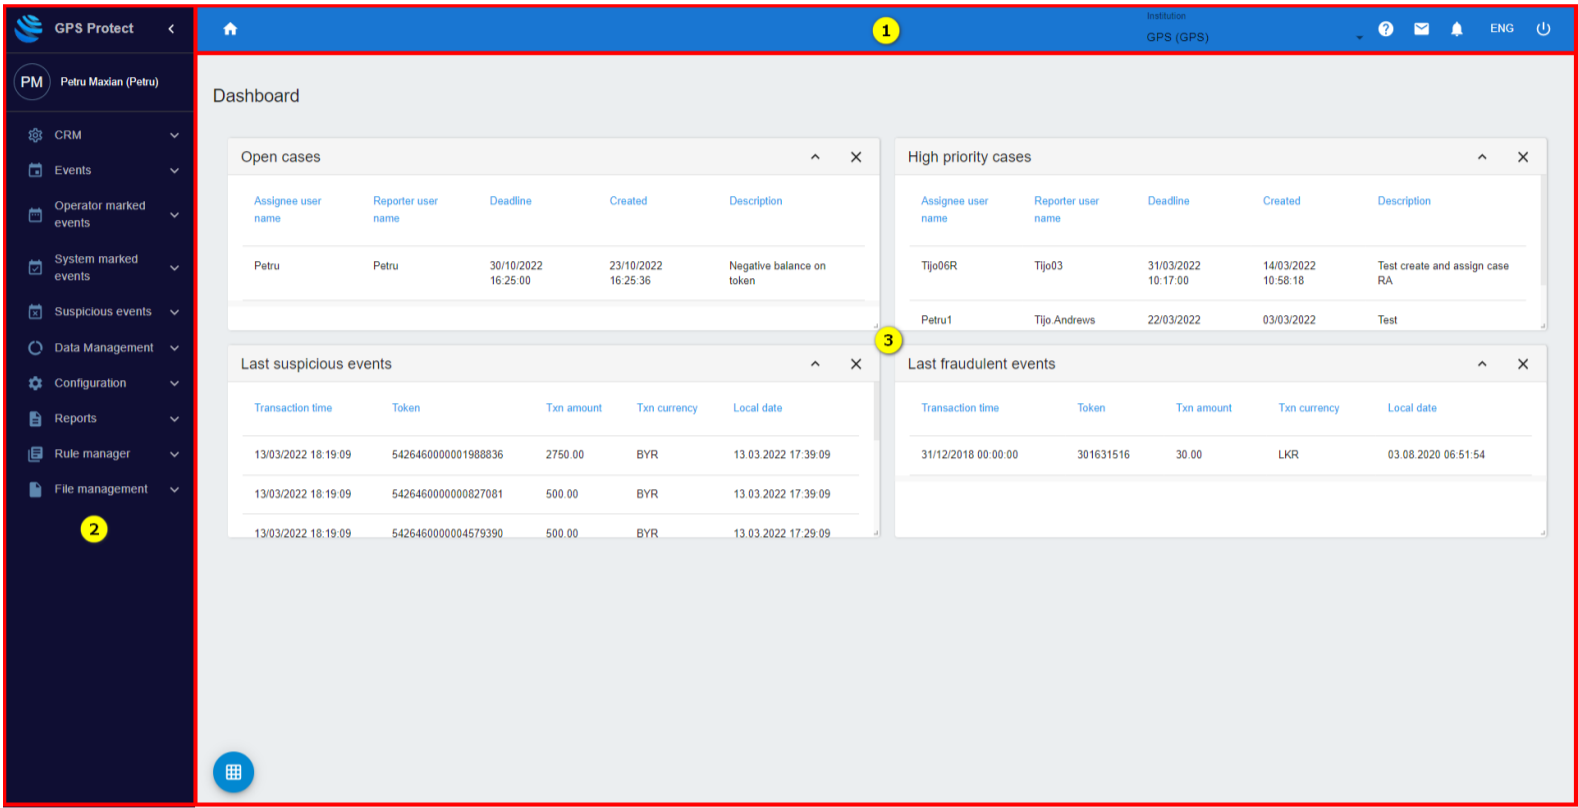 GPS Protect
1
Institution
GPS (GPS)
ENG
PM
Petru Maxian (Petru)
CRM
Events
Operator marked
events
System marked
events
Suspicious events
Data Management
Configuration
Reports
Rule manager
File management
2
Dashboard
Open cases
Assignee user
name
Reporter user
name
Deadline
Created
Description
Petru
Petru
30/10/2022
16:25:00
23/10/2022
16:25:36
Negative balance on
token
High priority cases
Assignee user
name
Reporter user
name
Deadline
Created
Description
Tijo06R
Tijo03
31/03/2022
10:17:00
14/03/2022
10:58:18
Test create and assign case
RA
Petru1
Tijo.Andrews
22/03/2022
03/03/2022
Test
3
Last suspicious events
Transaction time
Token
Txn amount
Txn currency
Local date
13/03/2022 18:19:09
5426460000001988836
2750.00
BYR
13.03.2022 17:39:09
13/03/2022 18:19:09
5426460000000827081
500.00
BYR
13.03.2022 17:39:09
13/03/2022 18:19:09
5426460000004579390
500.00
BYR
13.03.2022 17:29:09
Last fraudulent events
Transaction time
Token
Txn amount
Txn currency
Local date
31/12/2018 00:00:00
301631516
30.00
LKR
03.08.2020 06:51:54